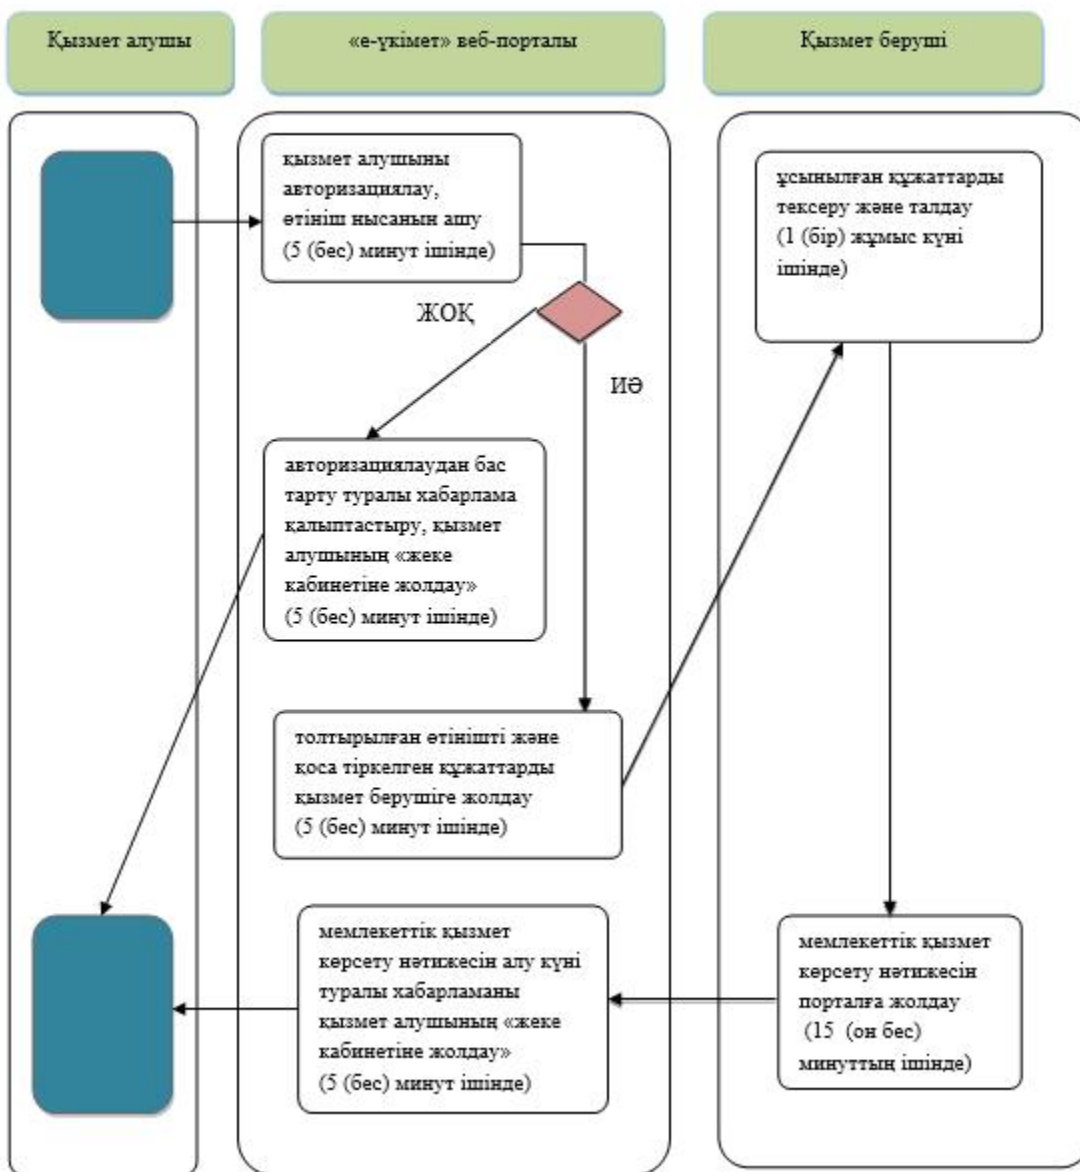 Қызмет алушы
«е-үкімет» веб-порталы
Қызмет беруші
қызмет алушыны
авторизациялау,
өтініш нысанын ашу
(5 (бес) минут ішінде)
ұсынылған құжаттарды
тексеру және талдау
(1 (бір) жұмыс күні
ішінде)
ЖОҚ
ИӘ
авторизациялаудан бас
тарту туралы хабарлама
қалыптастыру, қызмет
алушының «жеке
кабинетіне жолдау»
(5 (бес) минут ішінде)
толтырылған өтінішті және
қоса тіркелген құжаттарды
қызмет берушіге жолдау
(5 (бес) минут ішінде)
мемлекеттік қызмет
көрсету нәтижесін алу күні
туралы хабарламаны
қызмет алушының «жеке
кабинетіне жолдау»
(5 (бес) минут ішінде)
мемлекеттік қызмет
көрсету нәтижесін
порталға жолдау
(15 (он бес)
минуттың ішінде)